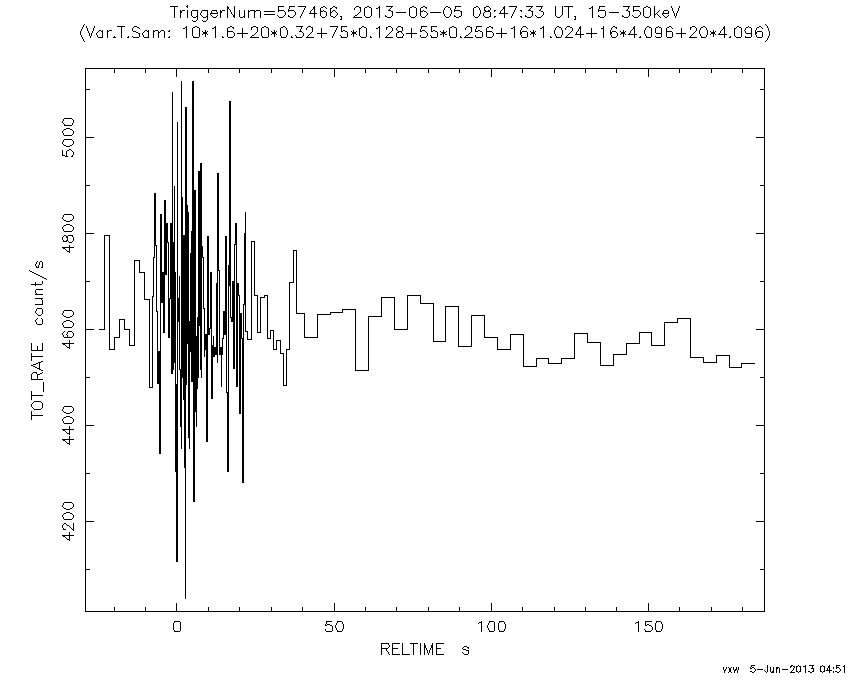 TriggerNum=557466, 2013-06-05 08:47:33 UT, 15-350keV
(Var.T.Sam: 10*1.6+20*0.32+75*0.128+55*0.256+16*1.024+16*4.096+20*4.096)
TOT_RATE count/s
5000
4800
4600
4400
4200
0 50 100 150
RELTIME s
vxw 5-Jun-2013 04:51